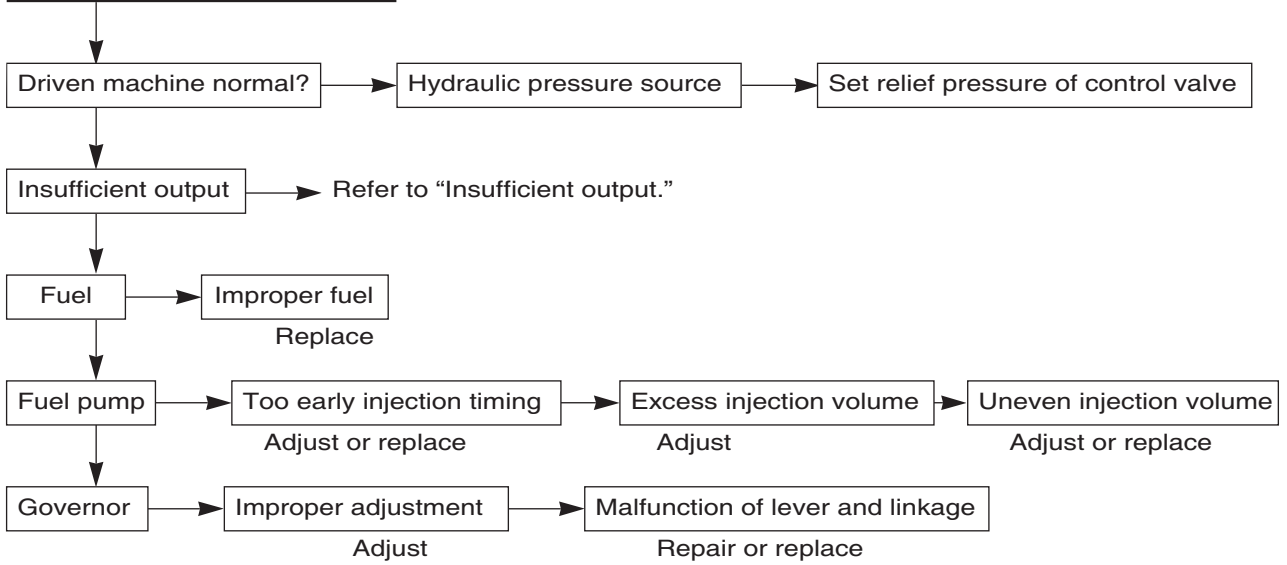 Driven machine normal? Hydraulic pressure source Set relief pressure of control valve
Insufficient output Refer to “Insufficient output.”
Fuel Improper fuel
Replace
Fuel pump Too early injection timing Excess injection volume Uneven injection volume
Adjust or replace Adjust Adjust or replace
Governor Improper adjustment Malfunction of lever and linkage
Adjust Repair or replace